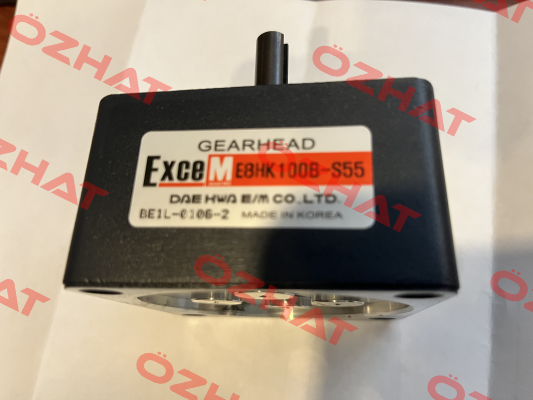 GEARHEAD
ExceM E8HK100B-S55
DAE HWA E/M CO.,LTD.
BE1L-0106-2 MADE IN KOREA
ÖZHAT
ÖZHAT
ÖZHAT
ÖZHAT
ÖZHAT
ÖZHAT
ÖZHAT